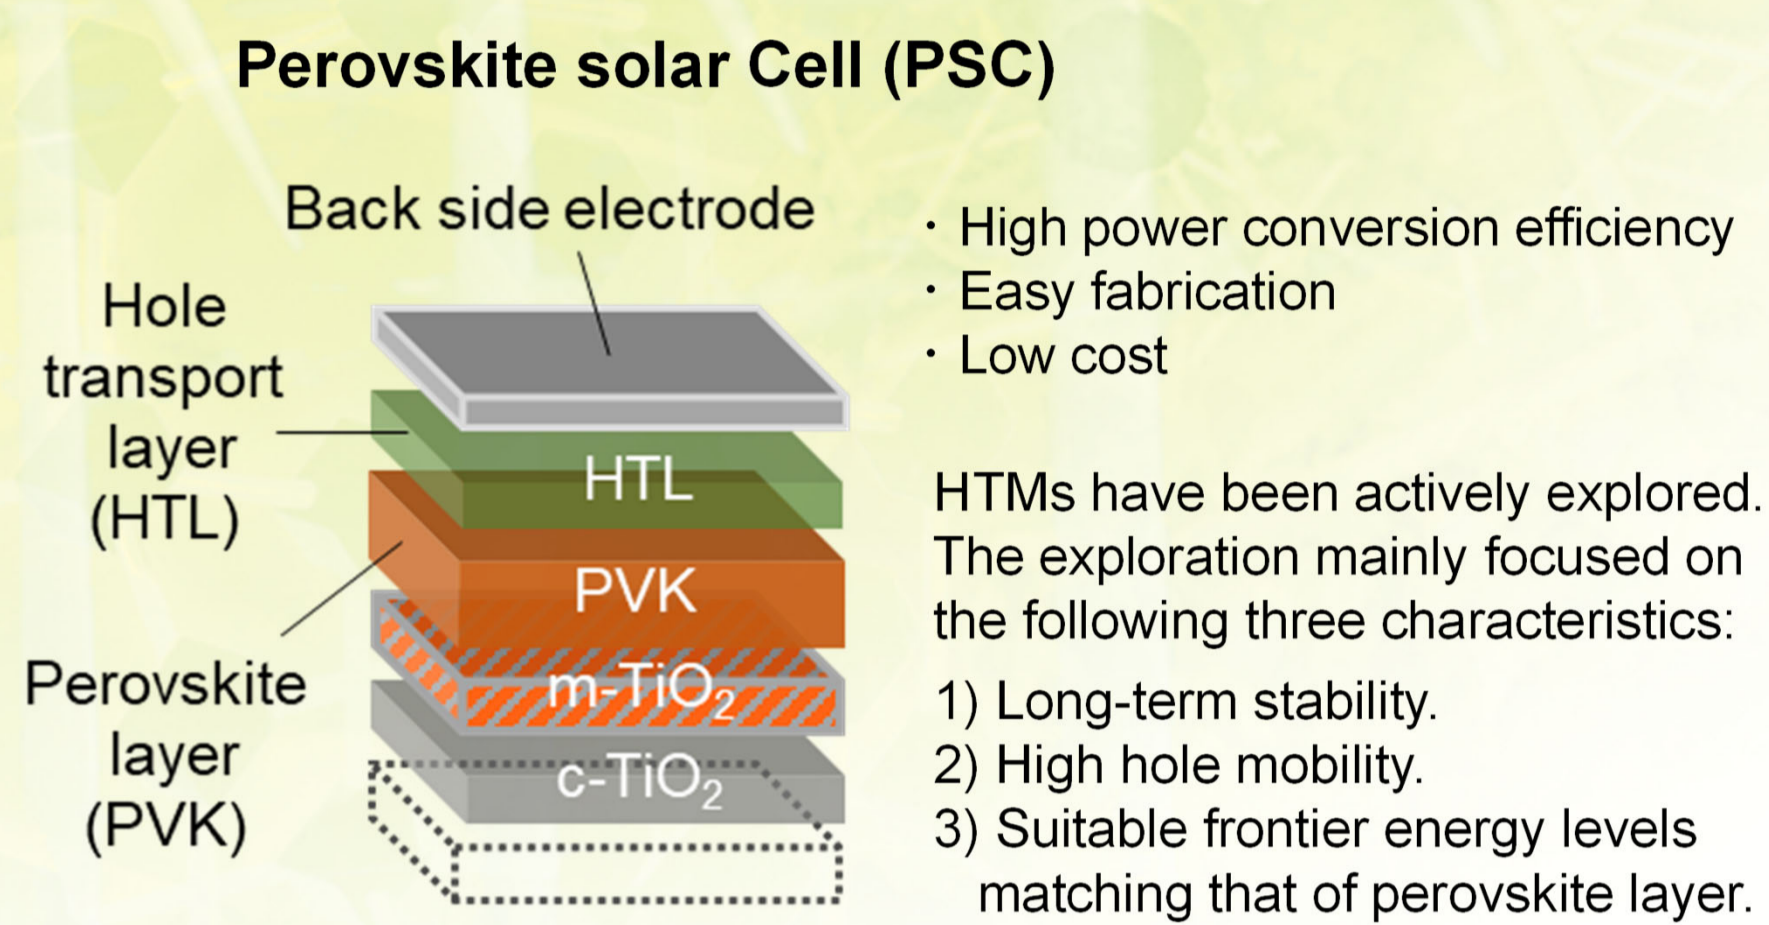 Perovskite solar Cell (PSC)
Back side electrode
Hole
transport
layer
(HTL)
HTL
PVK
m-TiO₂
c-TiO₂
Perovskite
layer
(PVK)
・High power conversion efficiency
・Easy fabrication
・Low cost
HTMs have been actively explored.
The exploration mainly focused on
the following three characteristics:
1) Long-term stability.
2) High hole mobility.
3) Suitable frontier energy levels
matching that of perovskite layer.